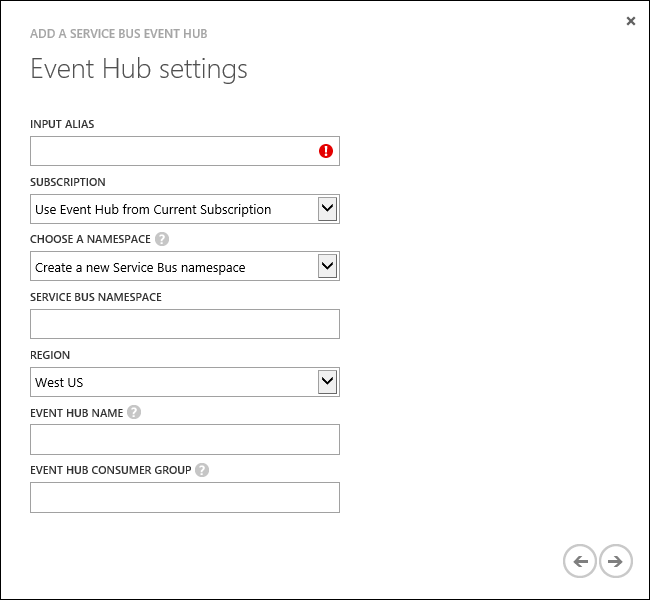 ADD A SERVICE BUS EVENT HUB
Event Hub settings
INPUT ALIAS
!
SUBSCRIPTION
Use Event Hub from Current Subscription
CHOOSE A NAMESPACE ?
Create a new Service Bus namespace
SERVICE BUS NAMESPACE
REGION
West US
EVENT HUB NAME ?
EVENT HUB CONSUMER GROUP ?